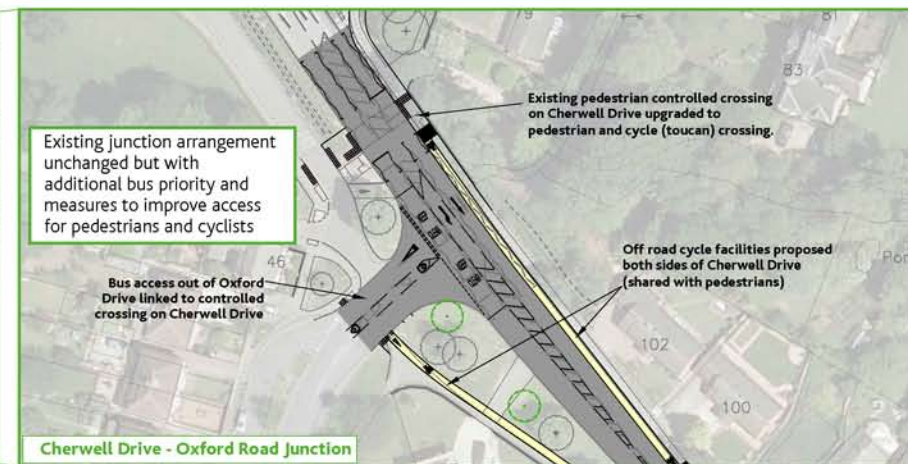 79
81
83
Existing pedestrian controlled crossing
on Cherwell Drive upgraded to
pedestrian and cycle (toucan) crossing.
Existing junction arrangement
unchanged but with
additional bus priority and
measures to improve access
for pedestrians and cyclists
46
Bus access out of Oxford
Drive linked to controlled
crossing on Cherwell Drive
Off road cycle facilities proposed
both sides of Cherwell Drive
(shared with pedestrians)
102
100
Cherwell Drive - Oxford Road Junction